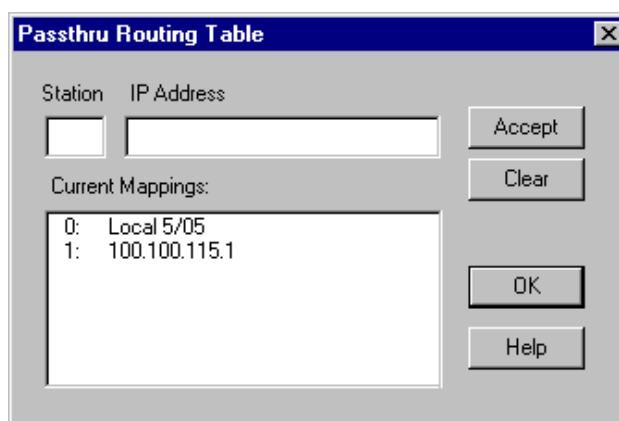 Passthru Routing Table
Station IP Address
Accept
Clear
Current Mappings:
0: Local 5/05
1: 100.100.115.1
OK
Help